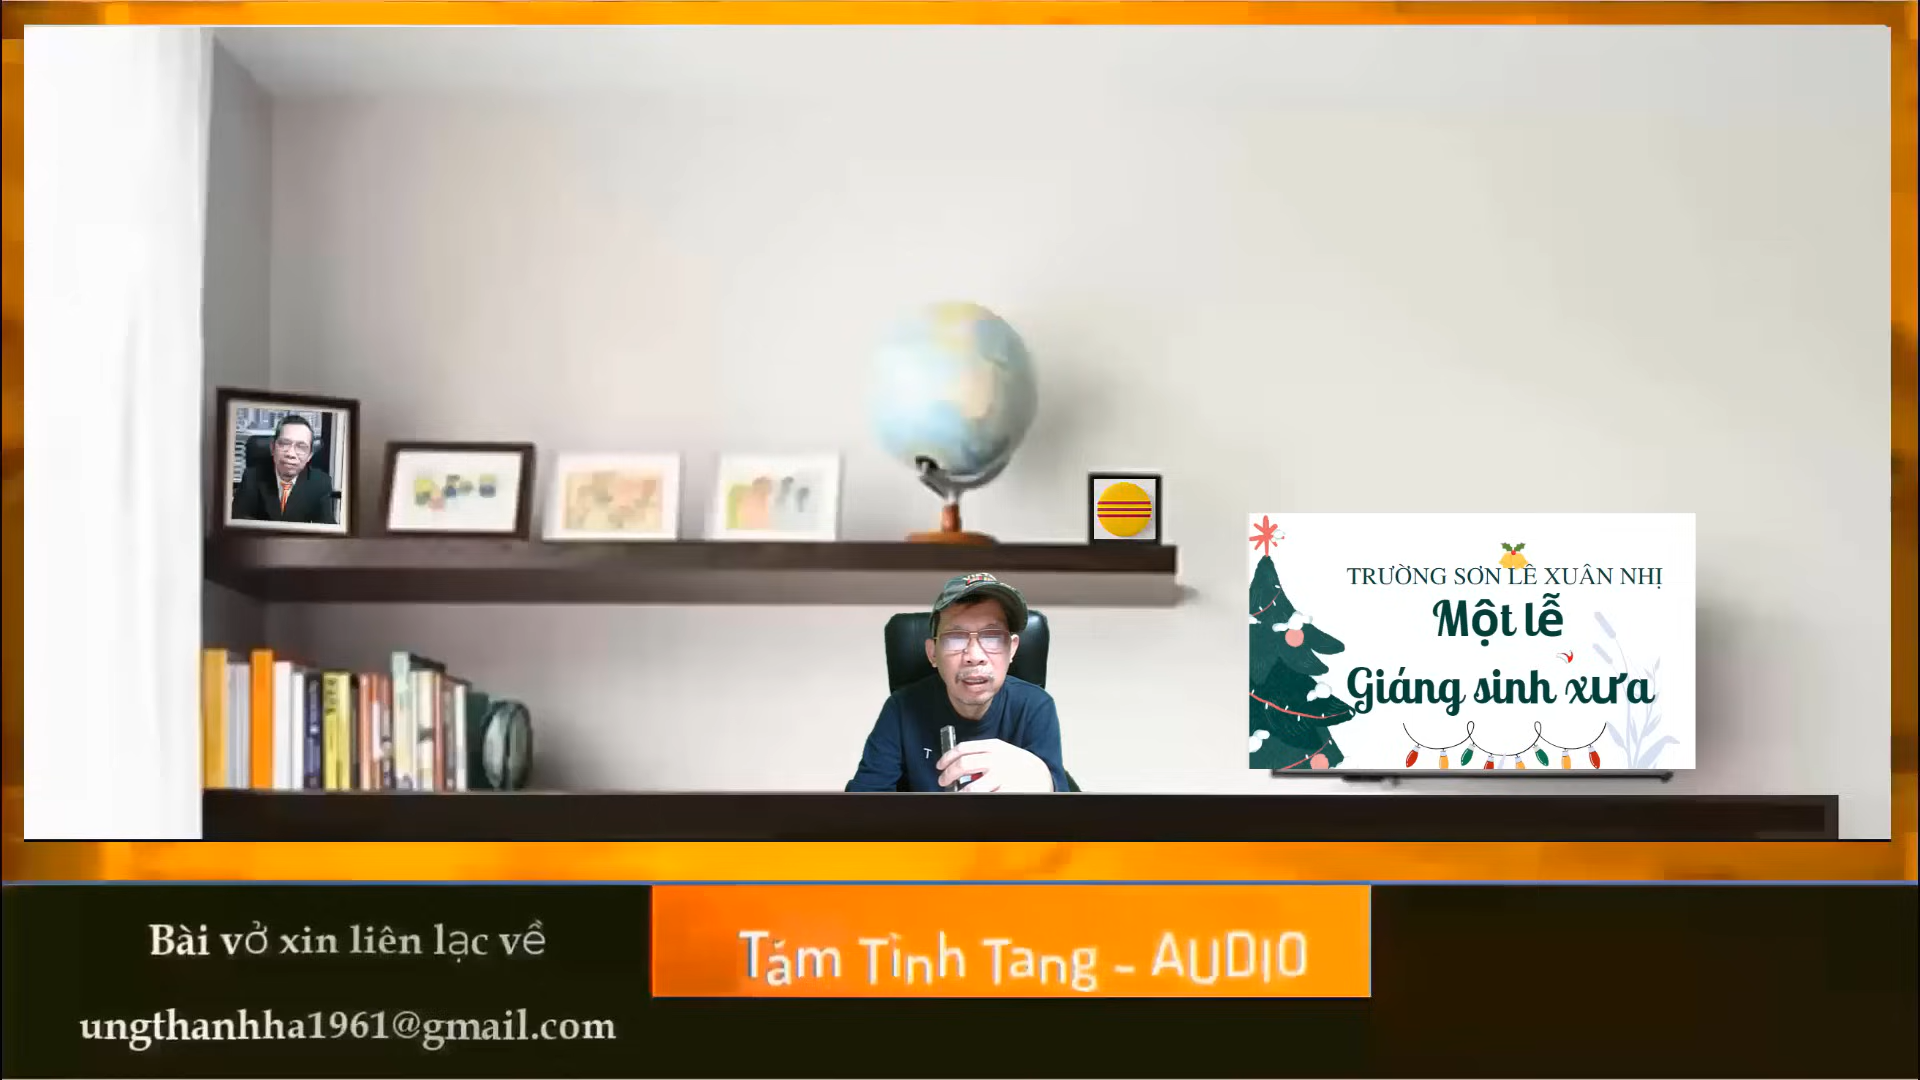 TRƯỜNG SƠN LÊ XUÂN NHỊ
Một lễ
Giáng sinh xưa
T
Bài vở xin liên lạc về
ungthanhha1961@gmail.com
Tám Tình Tang - AUDIO